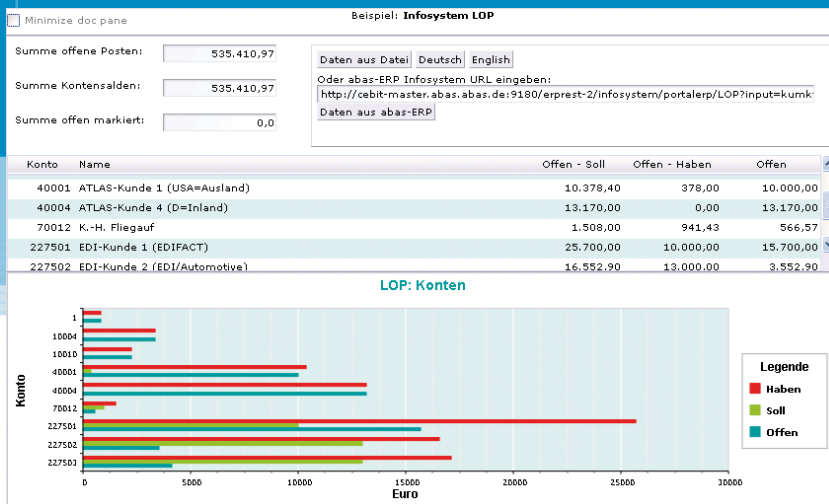 Minimize doc pane
Beispiel: Infosystem LOP
Summe offene Posten: 535.410,97
Summe Kontensalden: 535.410,97
Summe offen markiert: 0,0
Daten aus Datei Deutsch English
Oder abas-ERP Infosystem URL eingeben:
http://cebit-master.abas.abas.de:9180/erprest-2/infosystem/portalerp/LOP?input=kumk
Daten aus abas-ERP
Konto Name Offen - Soll Offen - Haben Offen
40001 ATLAS-Kunde 1 (USA=Ausland) 10.378,40 378,00 10.000,00
40004 ATLAS-Kunde 4 (D=Inland) 13.170,00 0,00 13.170,00
70012 K.-H. Fliegauf 1.508,00 941,43 566,57
227501 EDI-Kunde 1 (EDIFACT) 25.700,00 10.000,00 15.700,00
227502 EDI-Kunde 2 (EDI/Automotive) 16.552,90 13.000,00 3.552,90
LOP: Konten
Konto
1
10004
10010
40001
40004
70012
227501
227502
227503
0 5000 10000 15000 20000 25000 30000
Euro
Legende
Haben
Soll
Offen